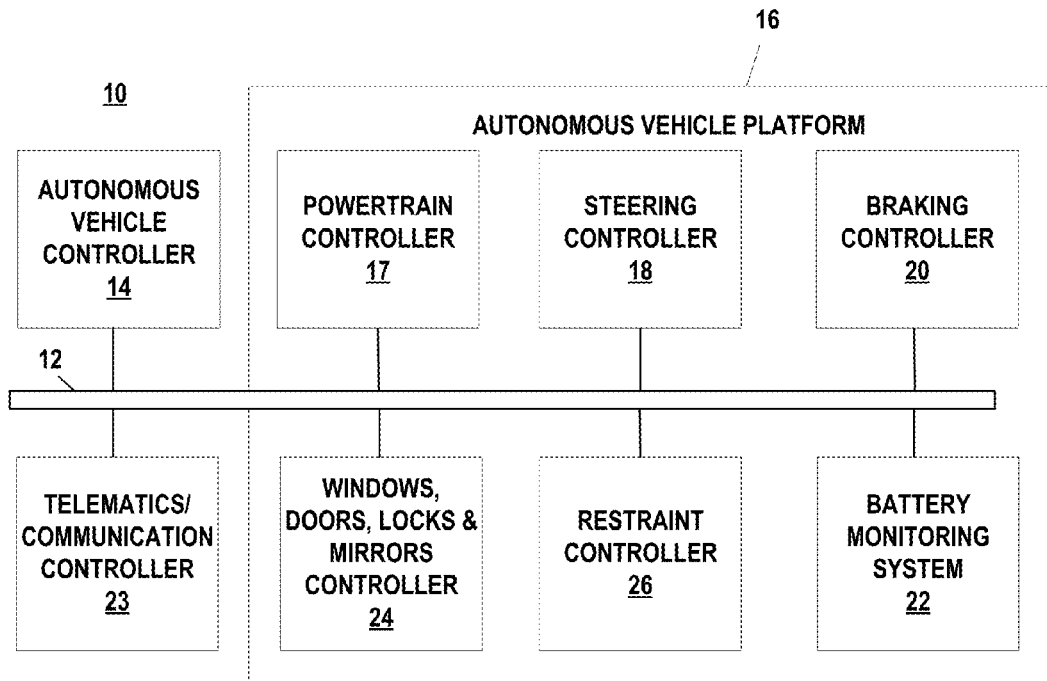 16
10
AUTONOMOUS VEHICLE PLATFORM
AUTONOMOUS
VEHICLE
CONTROLLER
14
POWERTRAIN
CONTROLLER
17
STEERING
CONTROLLER
18
BRAKING
CONTROLLER
20
12
TELEMATICS/
COMMUNICATION
CONTROLLER
23
WINDOWS,
DOORS, LOCKS &
MIRRORS
CONTROLLER
24
RESTRAINT
CONTROLLER
26
BATTERY
MONITORING
SYSTEM
22